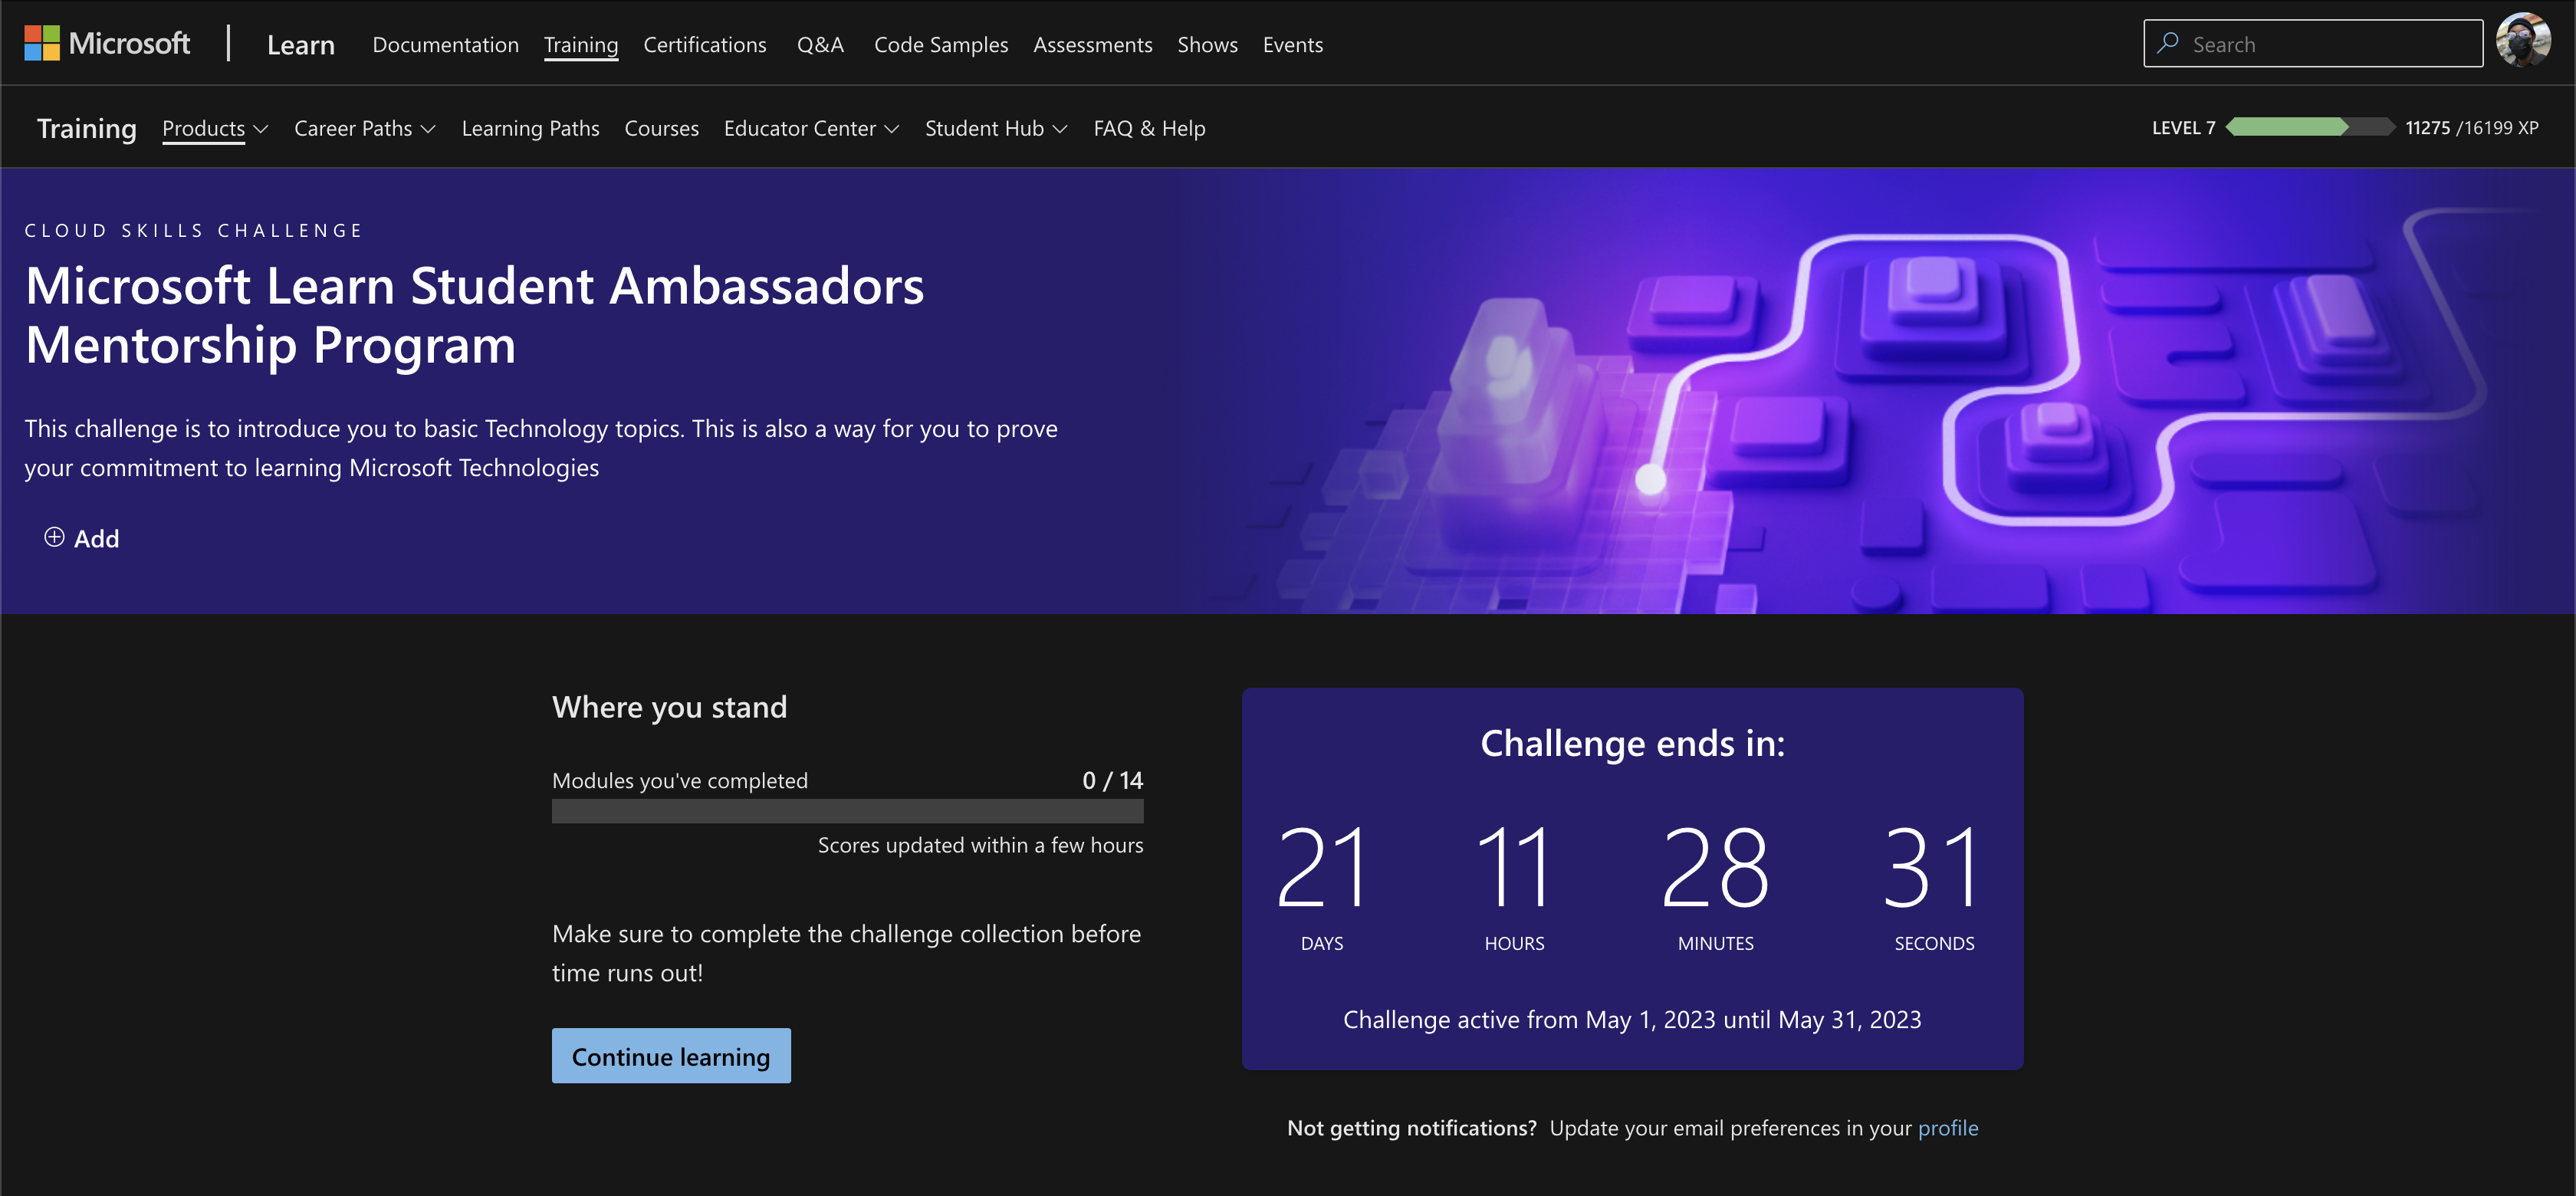 Microsoft
Learn Documentation Training Certifications Q&A Code Samples Assessments Shows Events
Search
Training Products Career Paths Learning Paths Courses Educator Center Student Hub FAQ & Help
LEVEL 7 11275 /16199 XP
CLOUD SKILLS CHALLENGE
Microsoft Learn Student Ambassadors
Mentorship Program
This challenge is to introduce you to basic Technology topics. This is also a way for you to prove
your commitment to learning Microsoft Technologies
Add
Where you stand
Modules you've completed 0 / 14
Scores updated within a few hours
Make sure to complete the challenge collection before
time runs out!
Continue learning
Challenge ends in:
21 11 28 31
DAYS HOURS MINUTES SECONDS
Challenge active from May 1, 2023 until May 31, 2023
Not getting notifications? Update your email preferences in your profile